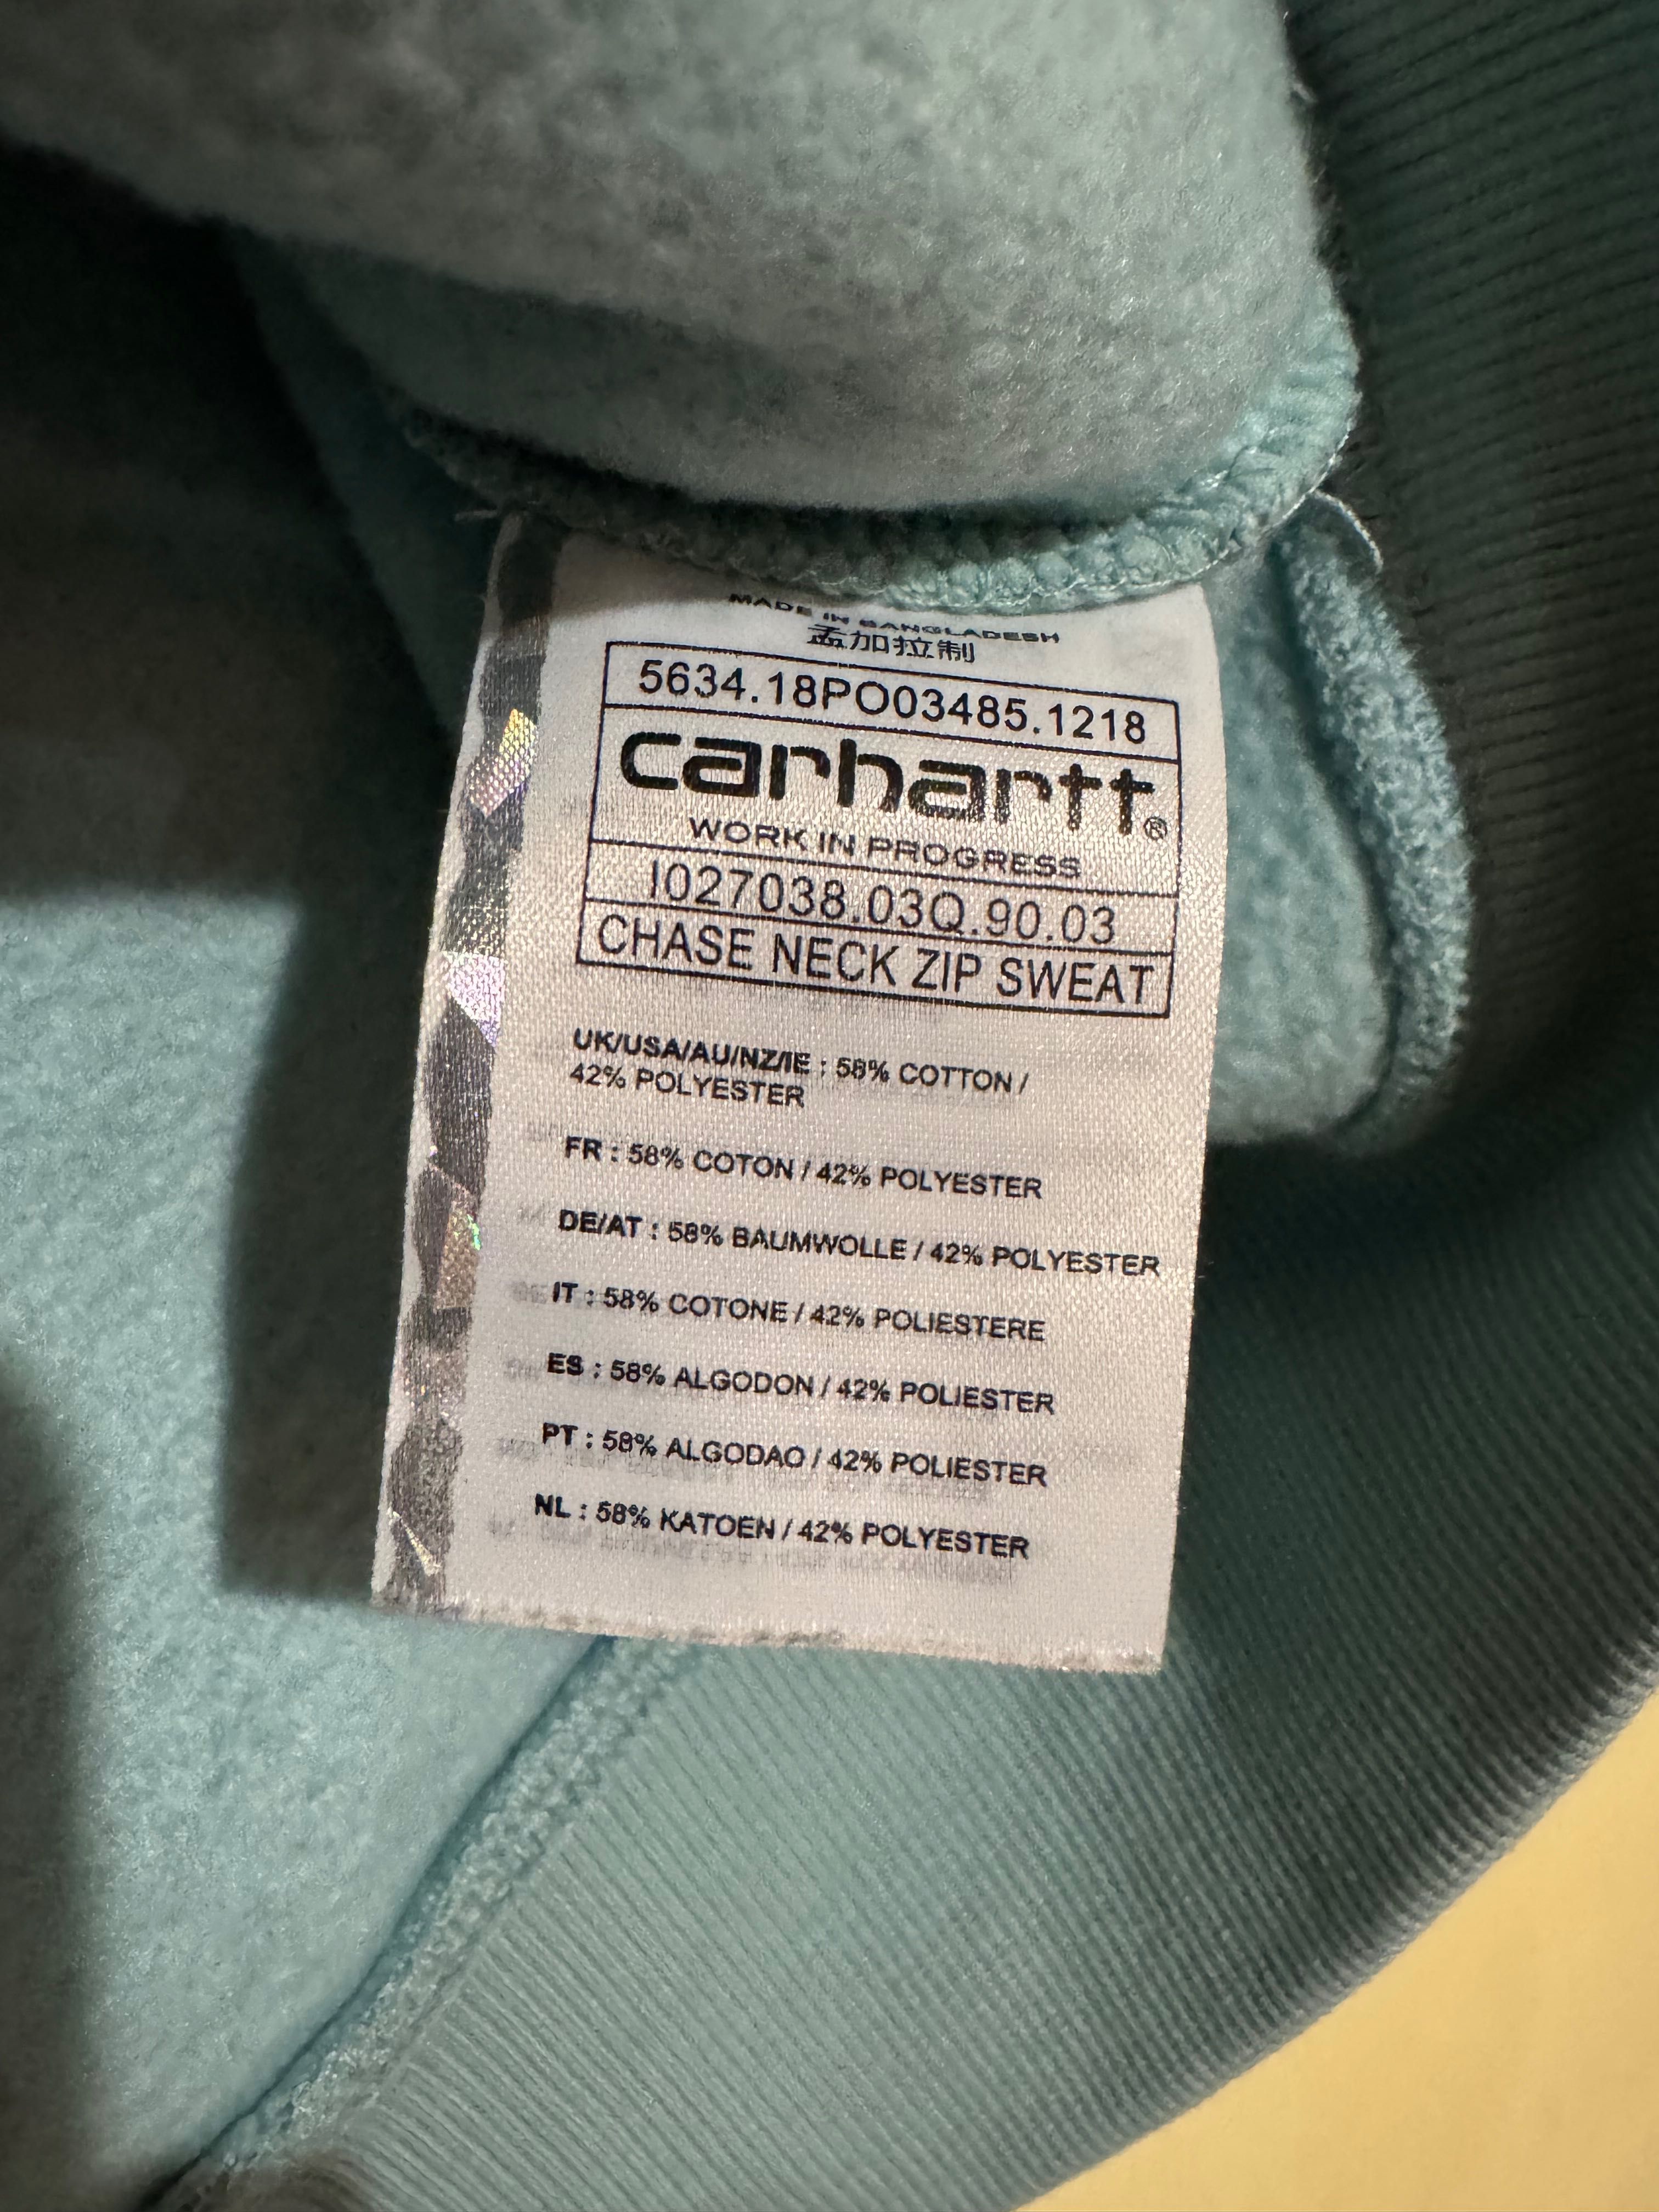 MADE IN BANGLADESH
孟加拉制
5634.18PO03485.1218
carhartt®
WORK IN PROGRESS
I027038.03Q.90.03
CHASE NECK ZIP SWEAT
UK/USA/AU/NZ/IE : 58% COTTON /
42% POLYESTER
FR : 58% COTON / 42% POLYESTER
DE/AT : 58% BAUMWOLLE / 42% POLYESTER
IT : 58% COTONE / 42% POLIESTERE
ES : 58% ALGODON / 42% POLIESTER
PT : 58% ALGODAO / 42% POLIESTER
NL : 58% KATOEN / 42% POLYESTER